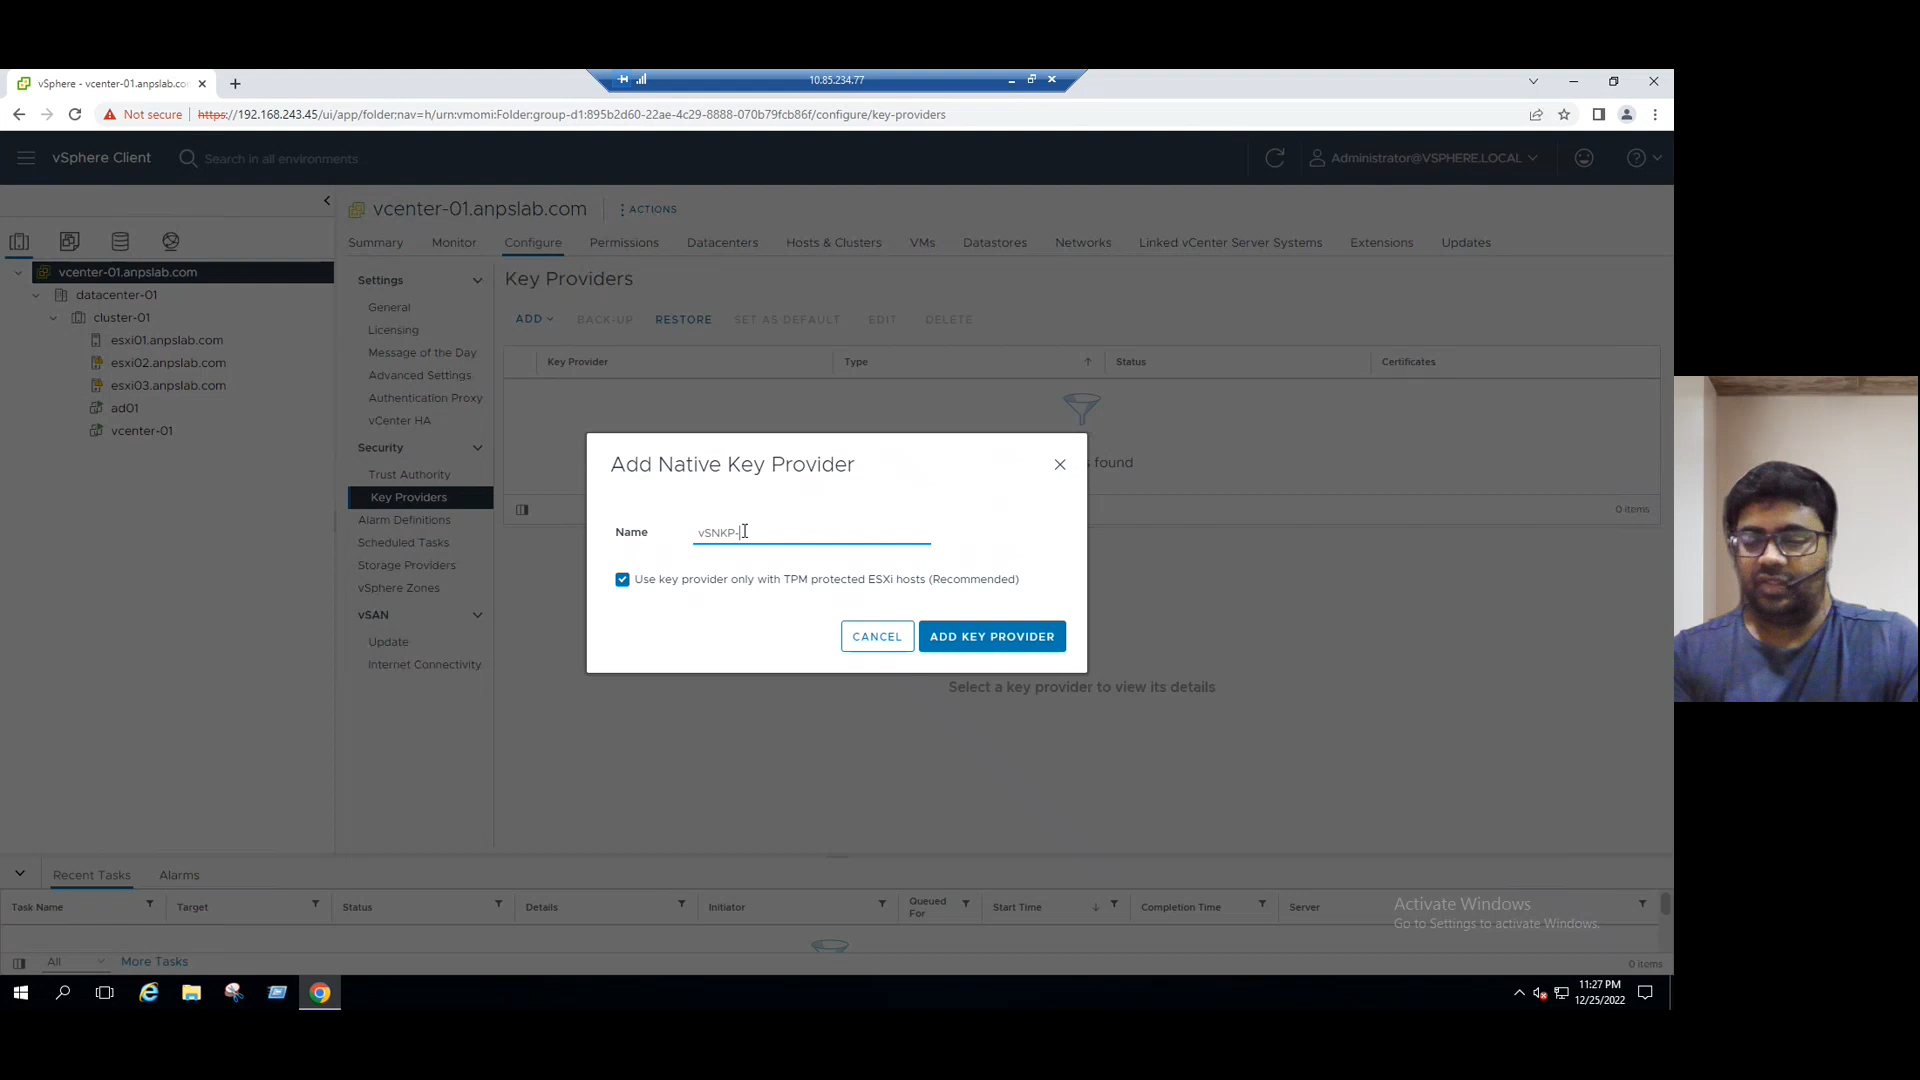 vSphere - vcenter-01.anpslab.co
10.85.234.77
Not secure
https://192.168.243.45/ui/app/folder;nav=h/urn:vmomi:Folder:group-d1:895b2d60-22ae-4c29-8888-070b79fcb86f/configure/key-providers
vSphere Client
Search in all environments
Administrator@VSPHERE.LOCAL
vcenter-01.anpslab.com
ACTIONS
Summary
Monitor
Configure
Permissions
Datacenters
Hosts & Clusters
VMs
Datastores
Networks
Linked vCenter Server Systems
Extensions
Updates
vcenter-01.anpslab.com
datacenter-01
cluster-01
esxi01.anpslab.com
esxi02.anpslab.com
esxi03.anpslab.com
ad01
vcenter-01
Settings
General
Licensing
Message of the Day
Advanced Settings
Authentication Proxy
vCenter HA
Security
Trust Authority
Key Providers
Alarm Definitions
Scheduled Tasks
Storage Providers
vSphere Zones
vSAN
Update
Internet Connectivity
Key Providers
ADD
BACK-UP
RESTORE
SET AS DEFAULT
EDIT
DELETE
Key Provider
Type
Status
Certificates
found
0 items
Add Native Key Provider
Name
vSNKP-
Use key provider only with TPM protected ESXi hosts (Recommended)
CANCEL
ADD KEY PROVIDER
Select a key provider to view its details
Recent Tasks
Alarms
Task Name
Target
Status
Details
Initiator
Queued For
Start Time
Completion Time
Server
Activate Windows
Go to Settings to activate Windows.
All
More Tasks
0 items
11:27 PM
12/25/2022